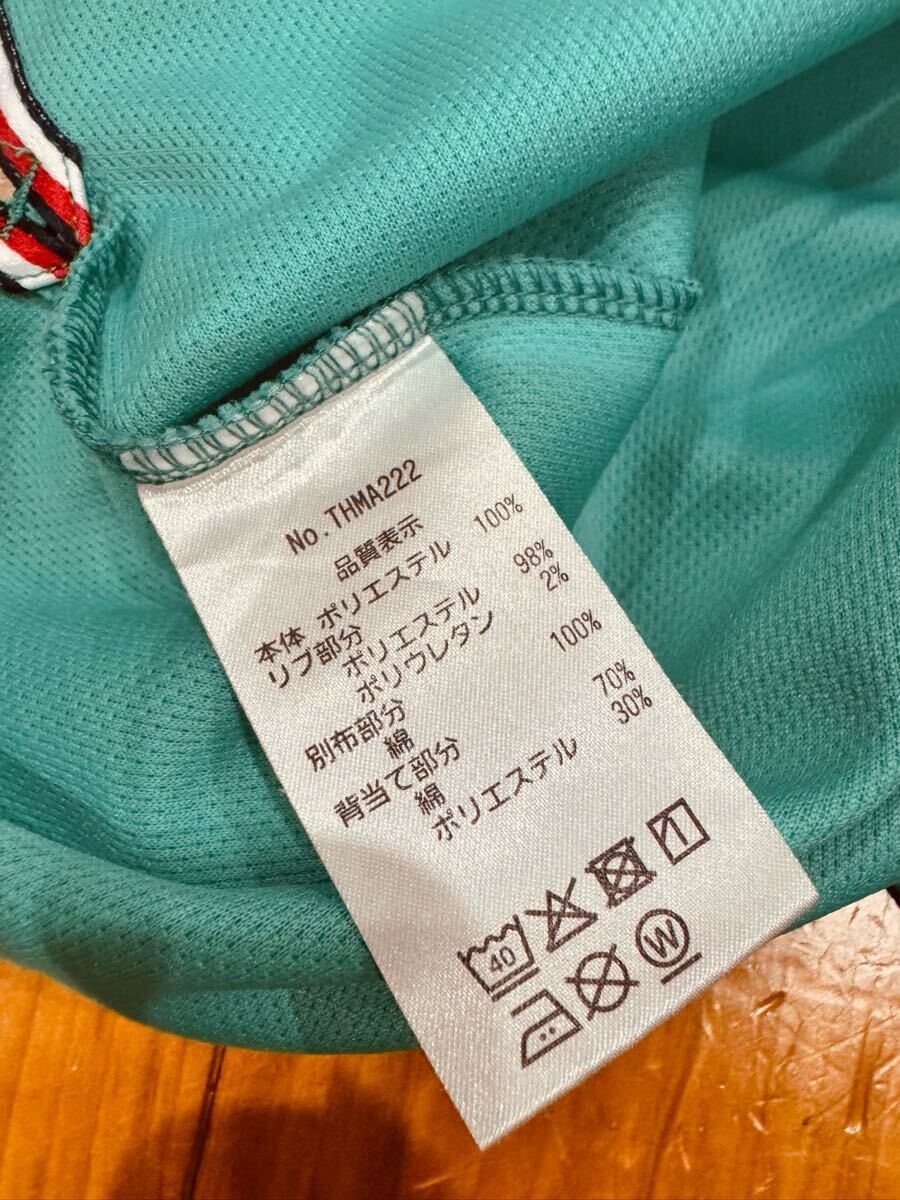 No.THMA222
品質表示
本体 ポリエステル 100%
リブ部分
ポリエステル 98%
ポリウレタン 2%
別布部分
綿 100%
背当て部分
綿 70%
ポリエステル 30%
40
W